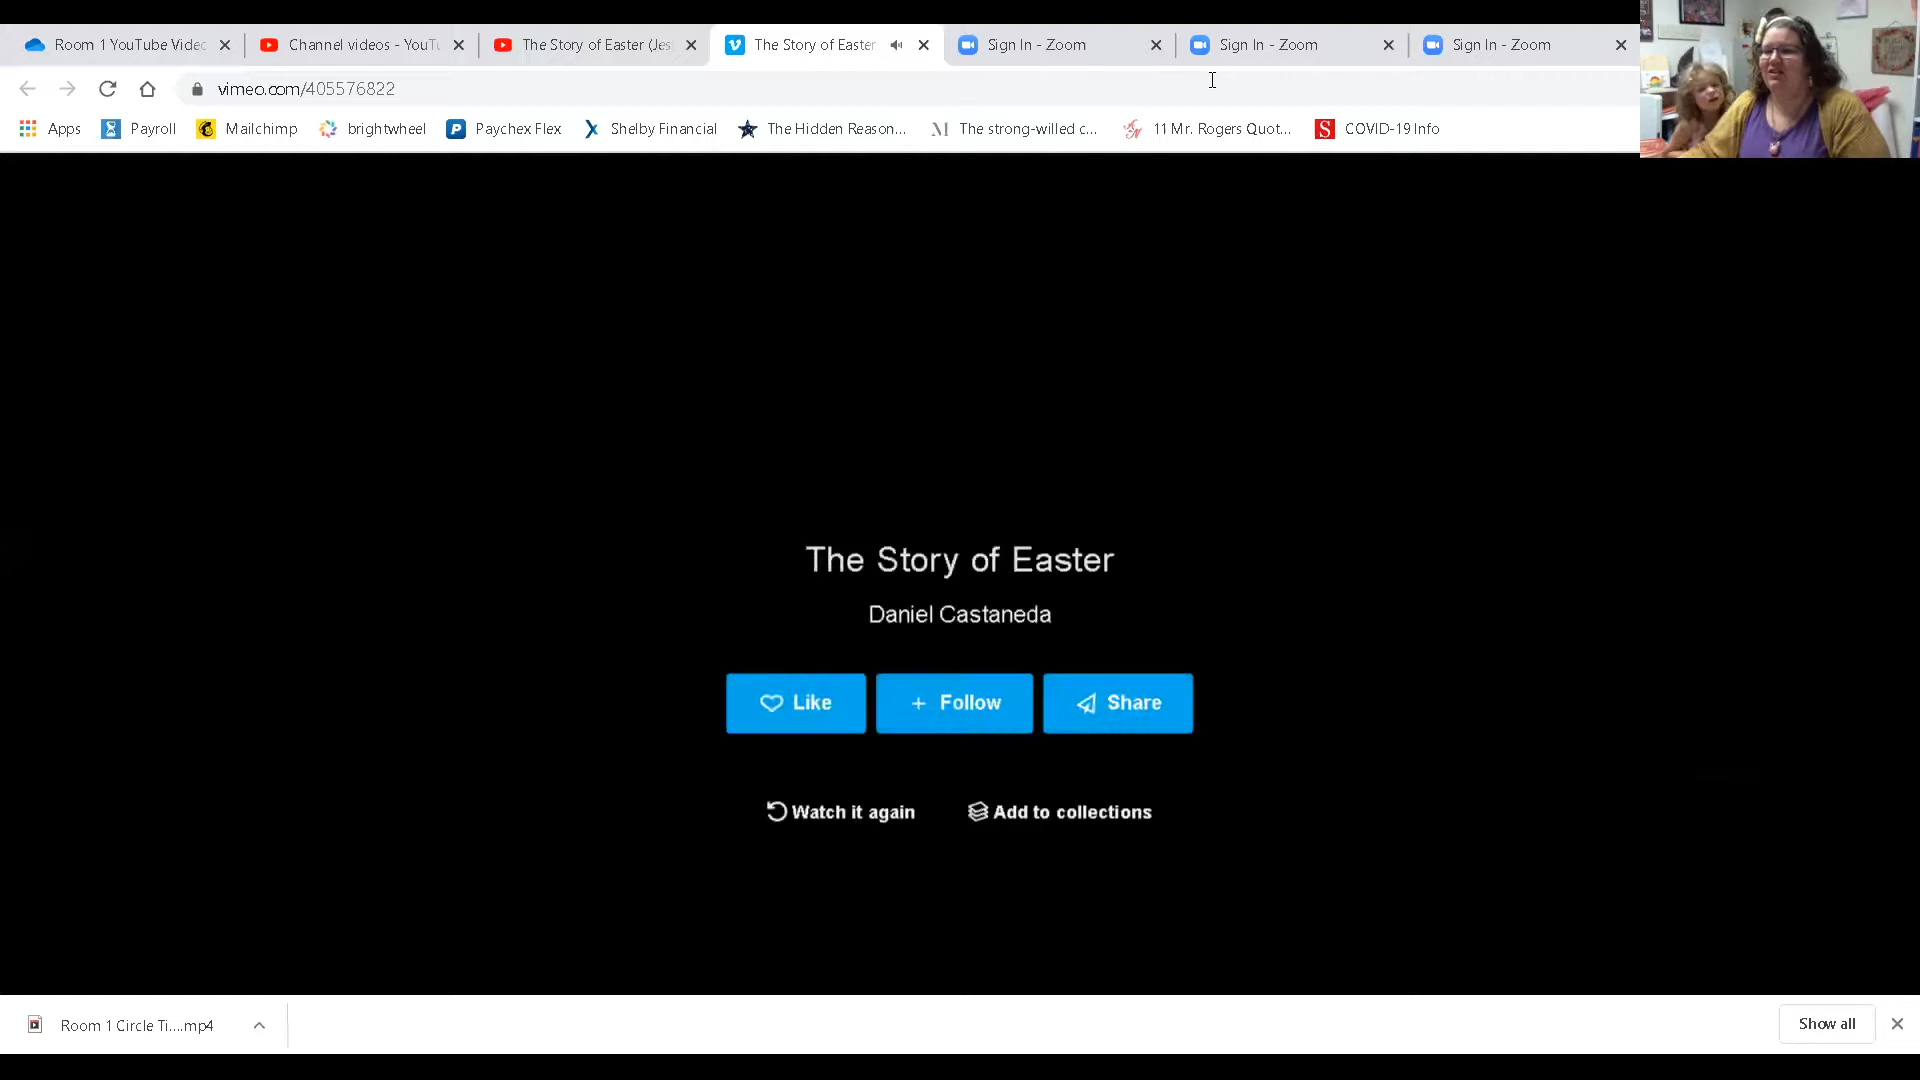 Room 1 YouTube Videc
Channel videos - YouTu
The Story of Easter (Jes
The Story of Easter
Sign In - Zoom
Sign In - Zoom
Sign In - Zoom
vimeo.com/405576822
Apps
Payroll
Mailchimp
brightwheel
Paychex Flex
Shelby Financial
The Hidden Reason...
The strong-willed c...
11 Mr. Rogers Quot...
COVID-19 Info
The Story of Easter
Daniel Castaneda
Like
Follow
Share
Watch it again
Add to collections
Room 1 Circle Ti....mp4
Show all